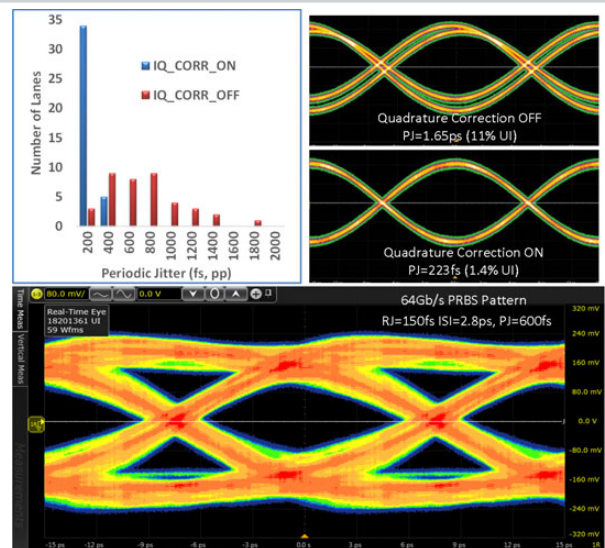 35
30
25
20
15
10
5
0
Number of Lanes
IQ_CORR_ON
IQ_CORR_OFF
200
400
600
800
1000
1200
1400
1600
1800
2000
Periodic Jitter (fs, pp)
Quadrature Correction OFF
PJ=1.65ps (11% UI)
Quadrature Correction ON
PJ=223fs (1.4% UI)
Time Meas
Vertical Meas
Measurements
80.0 mV/
0.0 V
Real-Time Eye
18201361 UI
59 Wfms
64Gb/s PRBS Pattern
RJ=150fs ISI=2.8ps, PJ=600fs
320 mV
240 mV
160 mV
80.0 mV
0.0 V
-80.0 mV
-160 mV
-240 mV
-320 mV
-15 ps
-12 ps
-9 ps
-6 ps
-3 ps
0.0 s
3 ps
6 ps
9 ps
12 ps
15 ps
1R